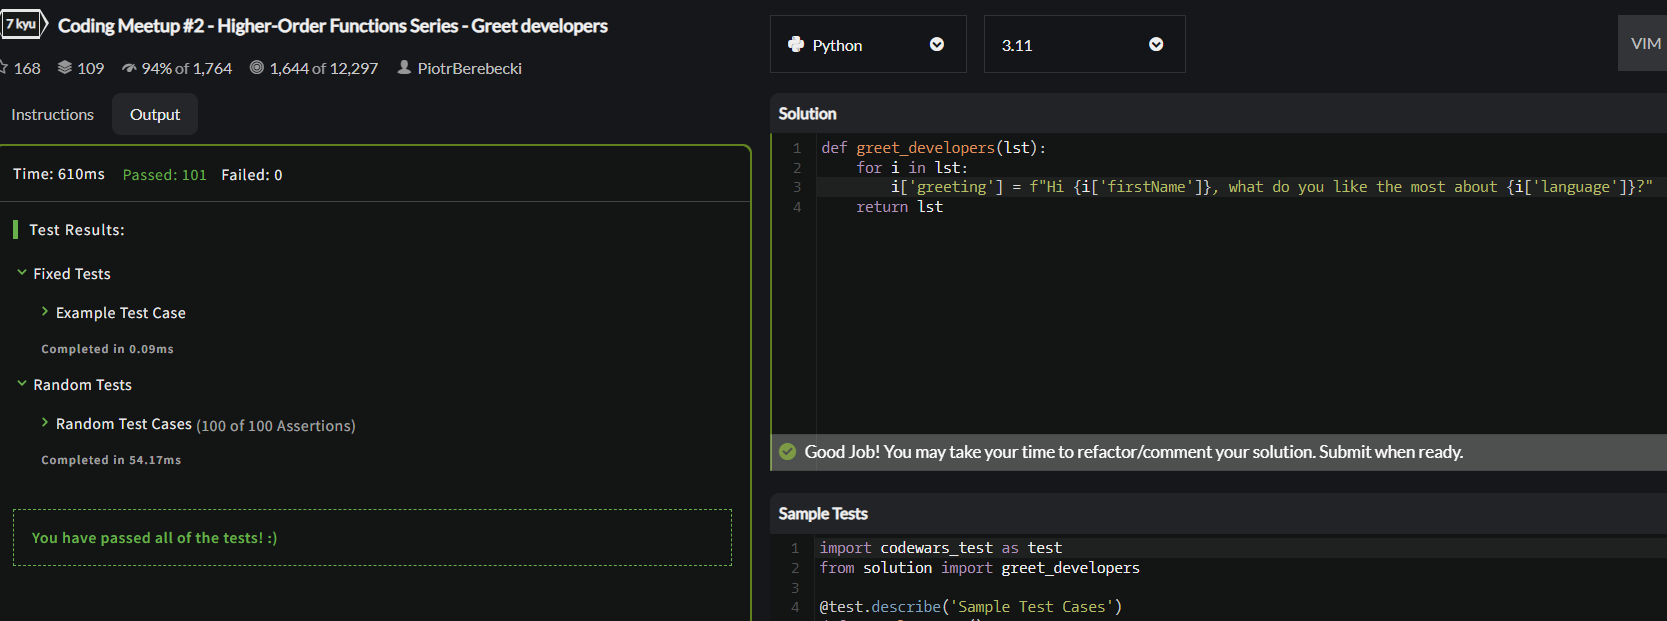 7 kyu
Coding Meetup #2 - Higher-Order Functions Series - Greet developers
168 109 94% of 1,764 1,644 of 12,297 PiotrBerebecki
Instructions Output
Time: 610ms Passed: 101 Failed: 0
Test Results:
Fixed Tests
Example Test Case
Completed in 0.09ms
Random Tests
Random Test Cases (100 of 100 Assertions)
Completed in 54.17ms
You have passed all of the tests! :)
Python 3.11 VIM
Solution
1 def greet_developers(lst):
2 for i in lst:
3 i['greeting'] = f"Hi {i['firstName']}, what do you like the most about {i['language']}?"
4 return lst
Good Job! You may take your time to refactor/comment your solution. Submit when ready.
Sample Tests
1 import codewars_test as test
2 from solution import greet_developers
3
4 @test.describe('Sample Test Cases')